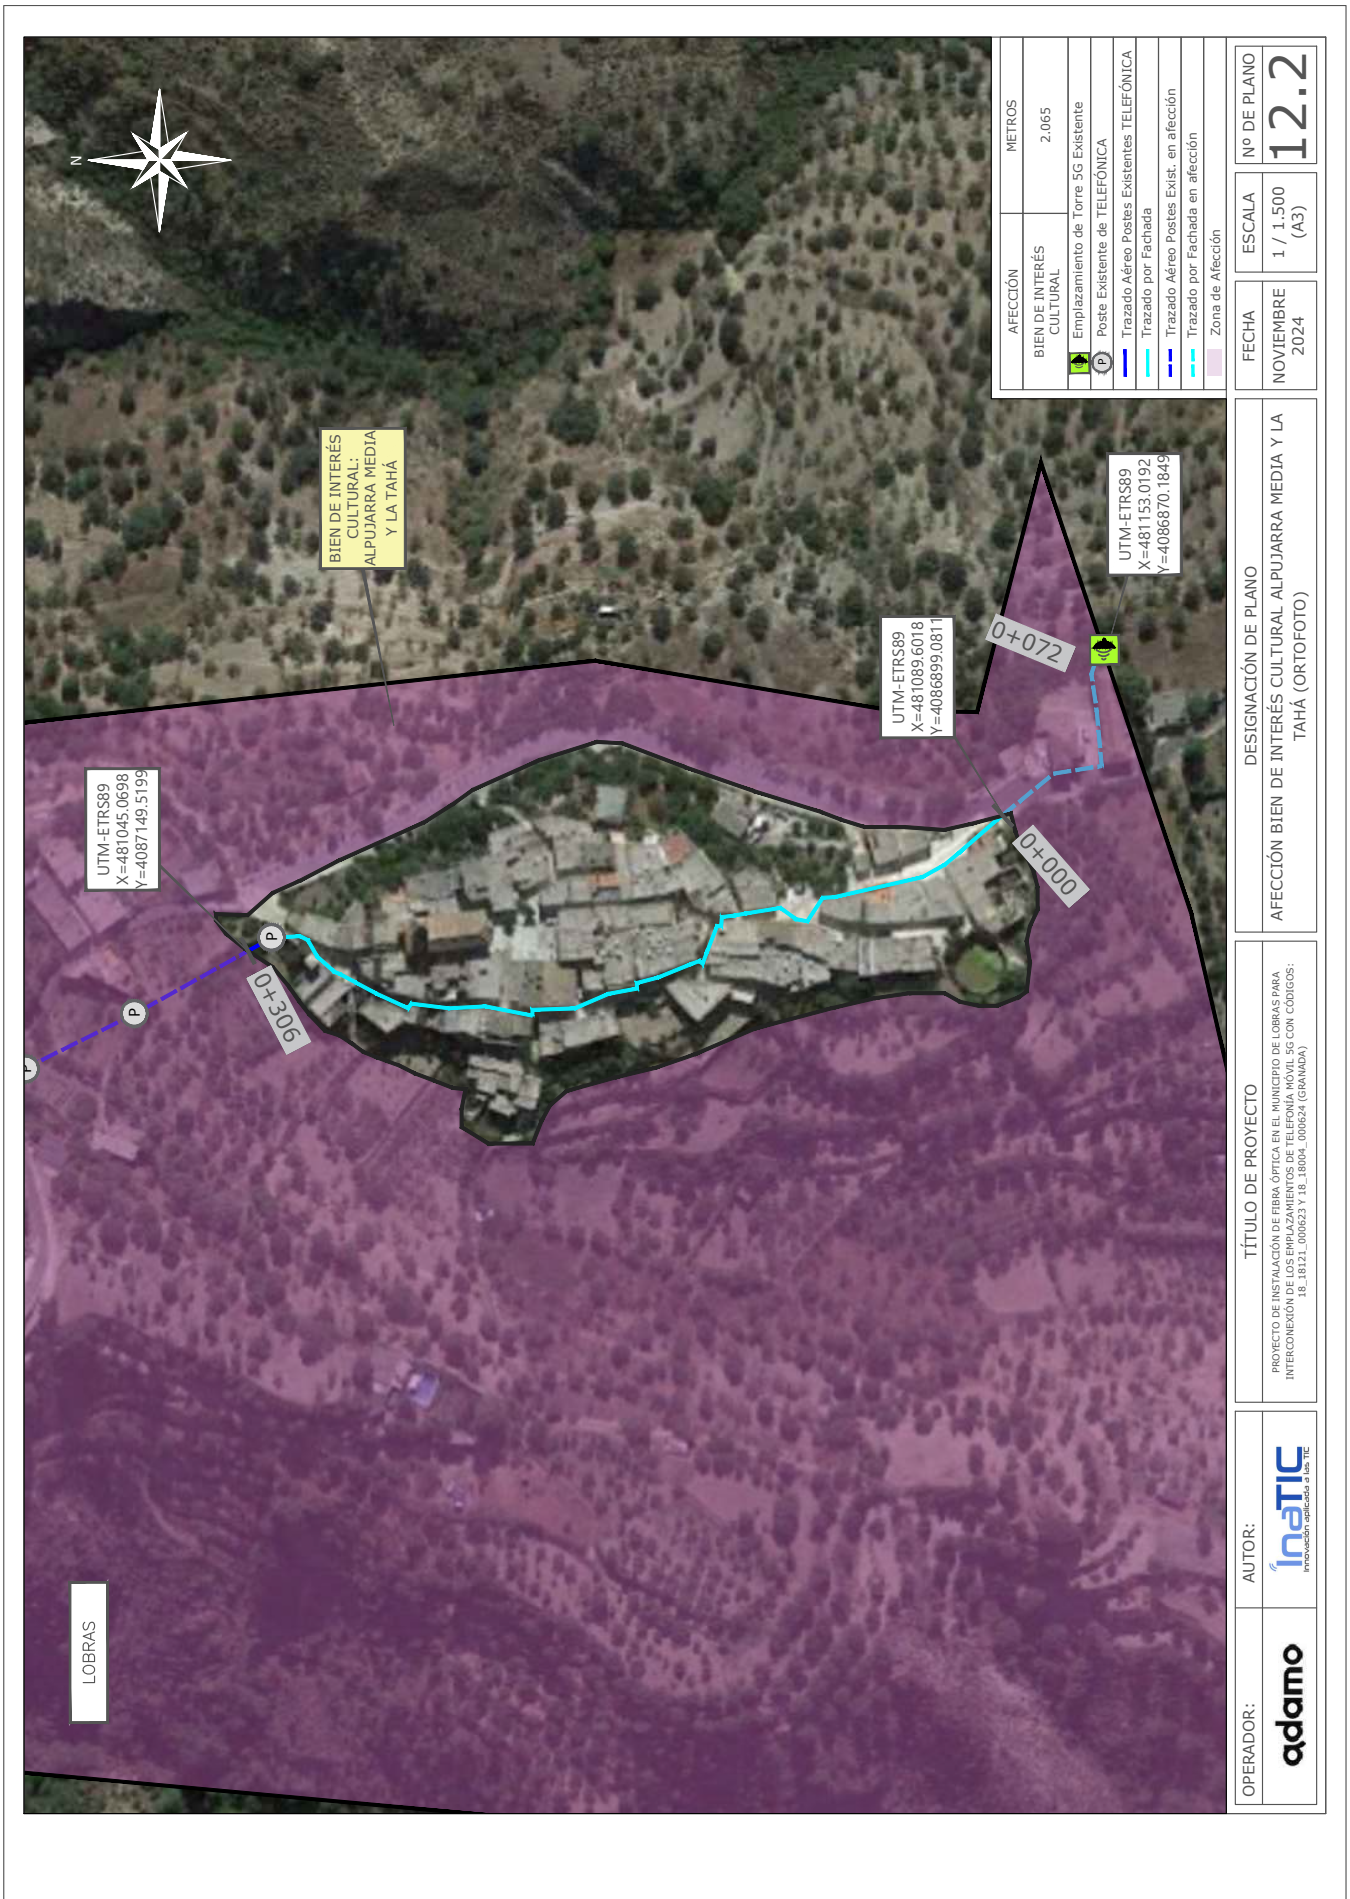 N
LOBRAS
UTM-ETRS89
X=481045.0698
Y=4087149.5199
P
P
P
0+306
BIEN DE INTERÉS
CULTURAL:
ALPUJARRA MEDIA
Y LA TAHÁ
UTM-ETRS89
X=481089.6018
Y=4086899.0811
0+000
0+072
UTM-ETRS89
X=481153.0192
Y=4086870.1849
AFECCIÓN
METROS
BIEN DE INTERÉS
CULTURAL
2.065
Emplazamiento de Torre 5G Existente
P
Poste Existente de TELEFÓNICA
Trazado Aéreo Postes Existentes TELEFÓNICA
Trazado por Fachada
Trazado Aéreo Postes Exist. en afección
Trazado por Fachada en afección
Zona de Afección
OPERADOR:
adamo
AUTOR:
inaTIC
Innovación aplicada a las TIC
TÍTULO DE PROYECTO
PROYECTO DE INSTALACIÓN DE FIBRA ÓPTICA EN EL MUNICIPIO DE LOBRAS PARA
INTERCONEXIÓN DE LOS EMPLAZAMIENTOS DE TELEFONÍA MÓVIL 5G CON CÓDIGOS:
18_18121_000623 Y 18_18004_000624 (GRANADA)
DESIGNACIÓN DE PLANO
AFECCIÓN BIEN DE INTERÉS CULTURAL ALPUJARRA MEDIA Y LA
TAHÁ (ORTOFOTO)
FECHA
NOVIEMBRE
2024
ESCALA
1 / 1.500
(A3)
Nº DE PLANO
12.2